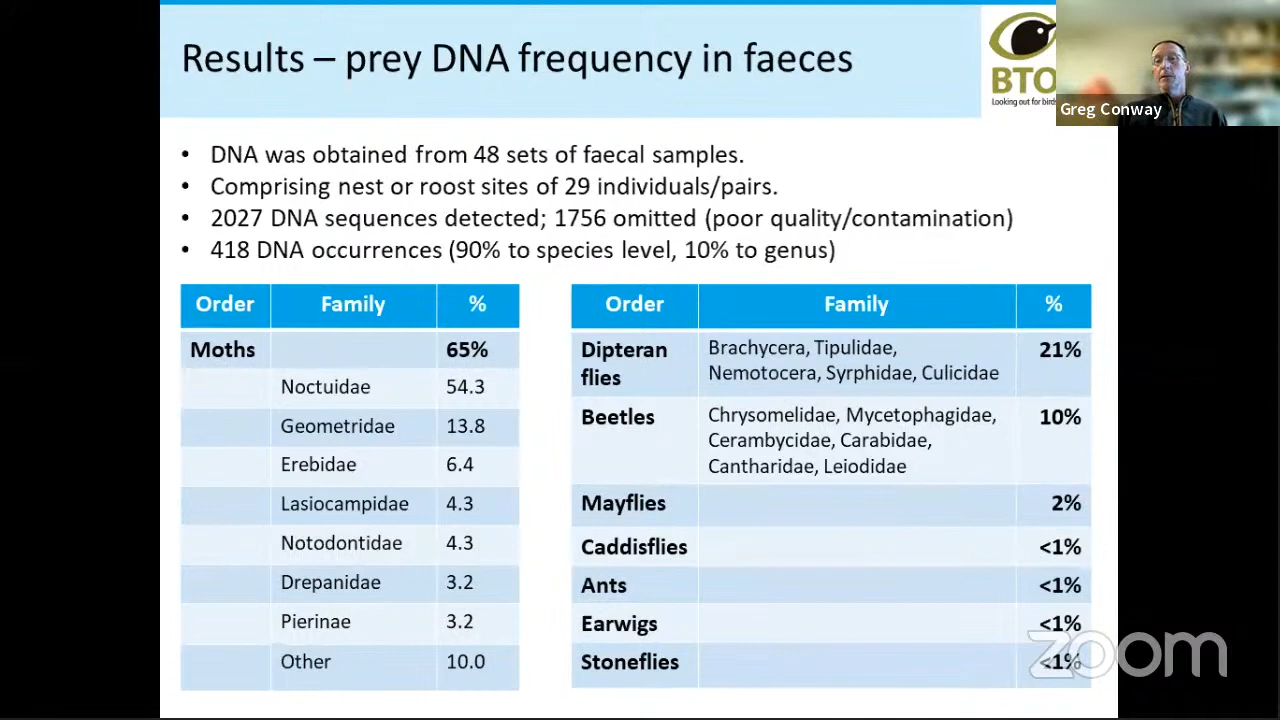 Results – prey DNA frequency in faeces
BTO
Looking out for birds
Greg Conway
• DNA was obtained from 48 sets of faecal samples.
• Comprising nest or roost sites of 29 individuals/pairs.
• 2027 DNA sequences detected; 1756 omitted (poor quality/contamination)
• 418 DNA occurrences (90% to species level, 10% to genus)
Order Family %
Moths 65%
Noctuidae 54.3
Geometridae 13.8
Erebidae 6.4
Lasiocampidae 4.3
Notodontidae 4.3
Drepanidae 3.2
Pierinae 3.2
Other 10.0
Order Family %
Dipteran Brachycera, Tipulidae, 21%
flies Nemotocera, Syrphidae, Culicidae
Beetles Chrysomelidae, Mycetophagidae, 10%
Cerambycidae, Carabidae,
Cantharidae, Leiodidae
Mayflies 2%
Caddisflies <1%
Ants <1%
Earwigs <1%
Stoneflies <1%
zoom